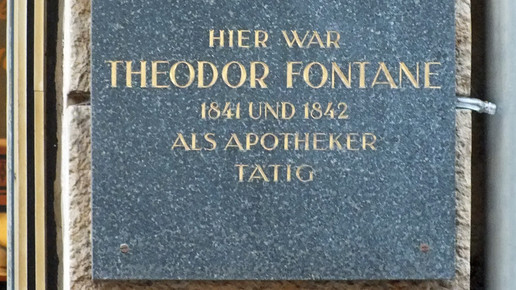 HIER WAR
THEODOR FONTANE
1841 UND 1842
ALS APOTHEKER
TÄTIG